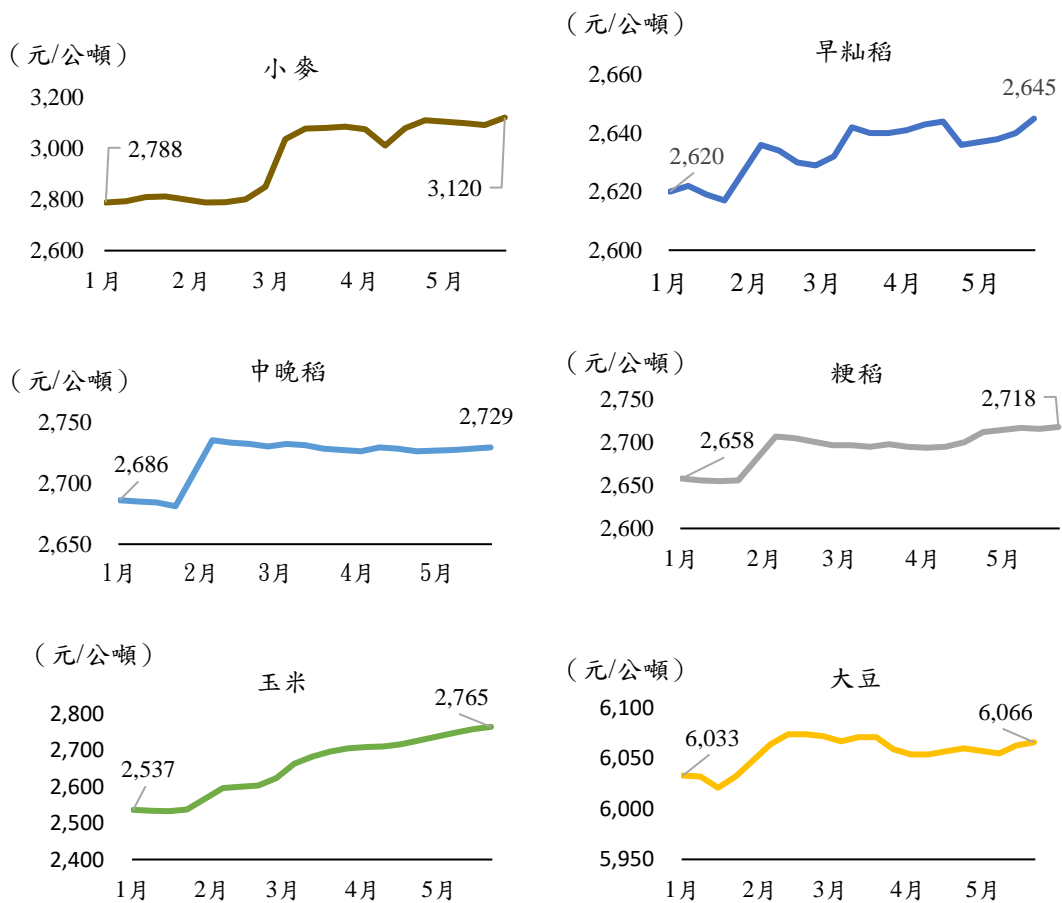 （元/公噸）
小麥
3,200
3,000
2,800
2,600
2,788
3,120
1月 2月 3月 4月 5月
（元/公噸）
早籼稻
2,660
2,640
2,620
2,600
2,620
2,645
1月 2月 3月 4月 5月
（元/公噸）
中晚稻
2,750
2,700
2,650
2,686
2,729
1月 2月 3月 4月 5月
（元/公噸）
粳稻
2,750
2,700
2,650
2,600
2,658
2,718
1月 2月 3月 4月 5月
（元/公噸）
玉米
2,800
2,700
2,600
2,500
2,400
2,537
2,765
1月 2月 3月 4月 5月
（元/公噸）
大豆
6,100
6,050
6,000
5,950
6,033
6,066
1月 2月 3月 4月 5月